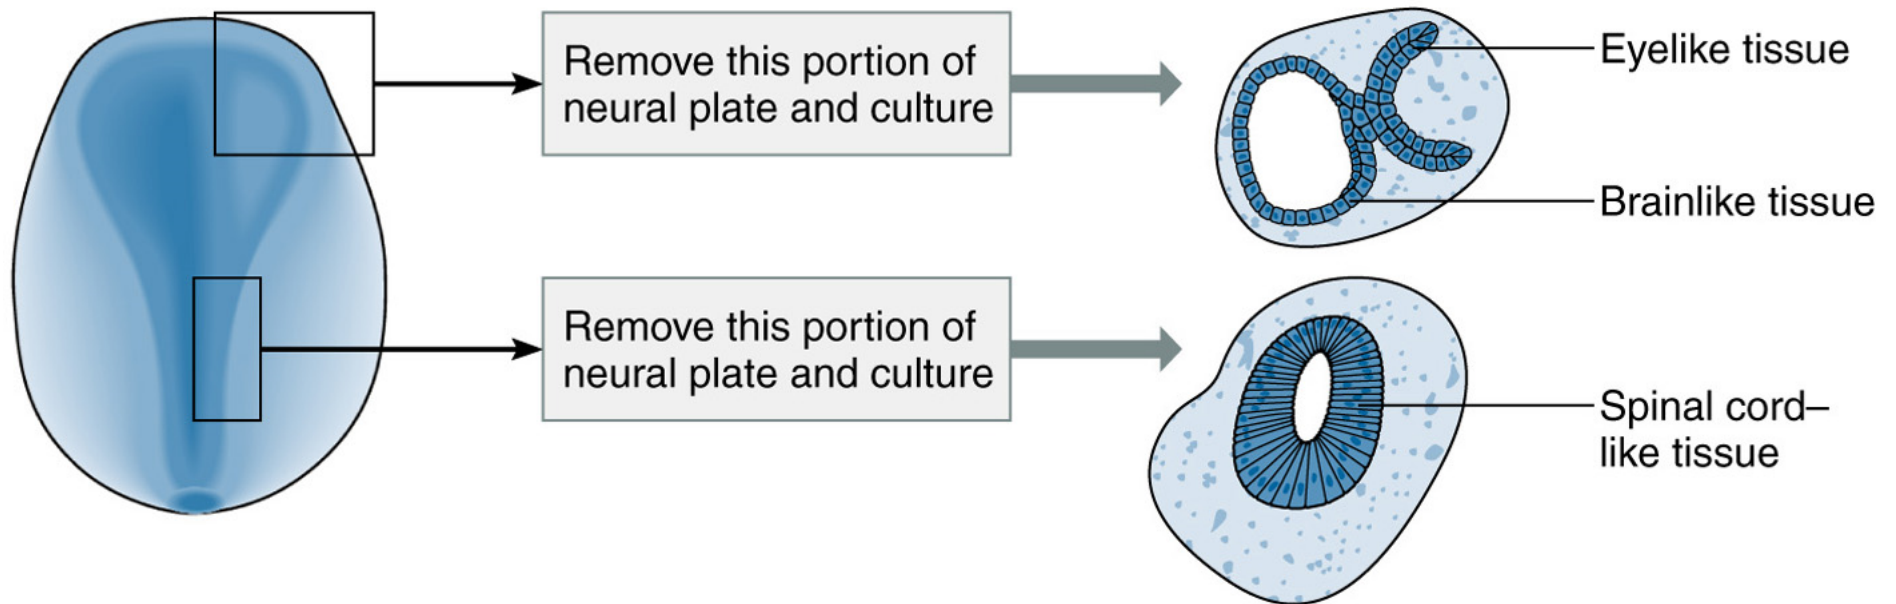 Remove this portion of
neural plate and culture
Eyelike tissue
Brainlike tissue
Remove this portion of
neural plate and culture
Spinal cord–
like tissue